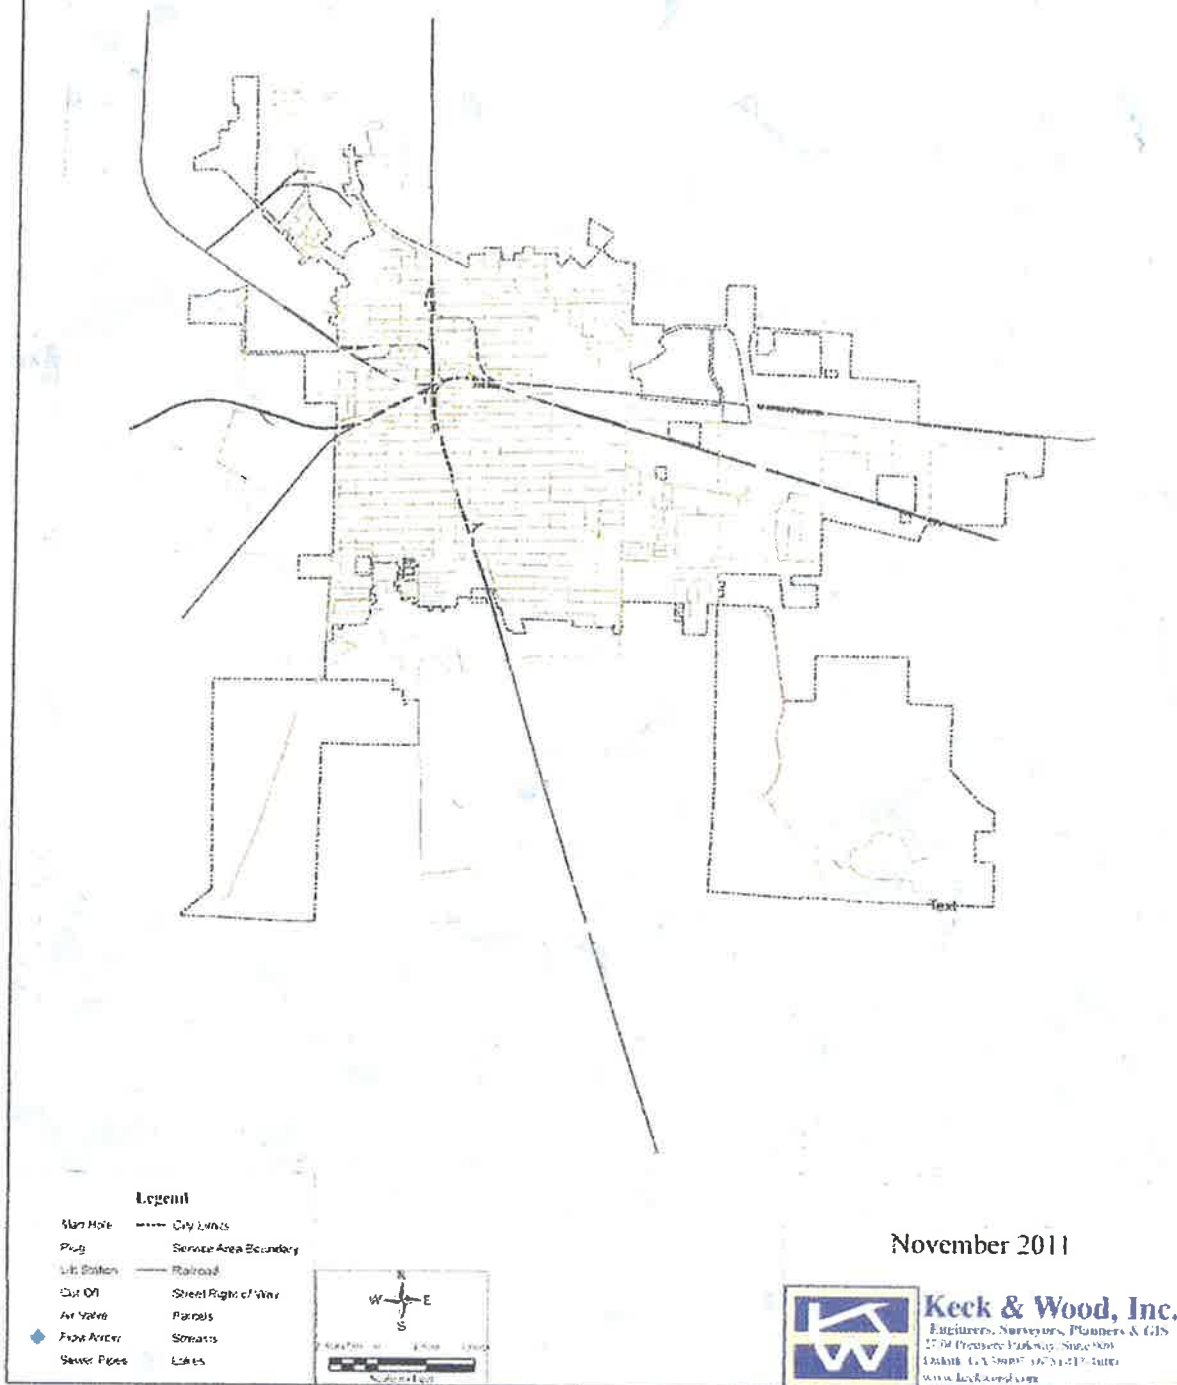 Text
Legend
Man Hole
City Limits
Plug
Service Area Boundary
Lift Station
Railroad
Cut Off
Street Right of Way
Air Valve
Parcels
Flow Arrow
Streams
Sewer Pipes
Lakes
N
W E
S
November 2011
Keck & Wood, Inc.
Engineers, Surveyors, Planners & GIS